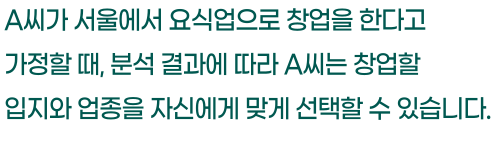 A씨가 서울에서 요식업으로 창업을 한다고
가정할 때, 분석 결과에 따라 A씨는 창업할
입지와 업종을 자신에게 맞게 선택할 수 있습니다.